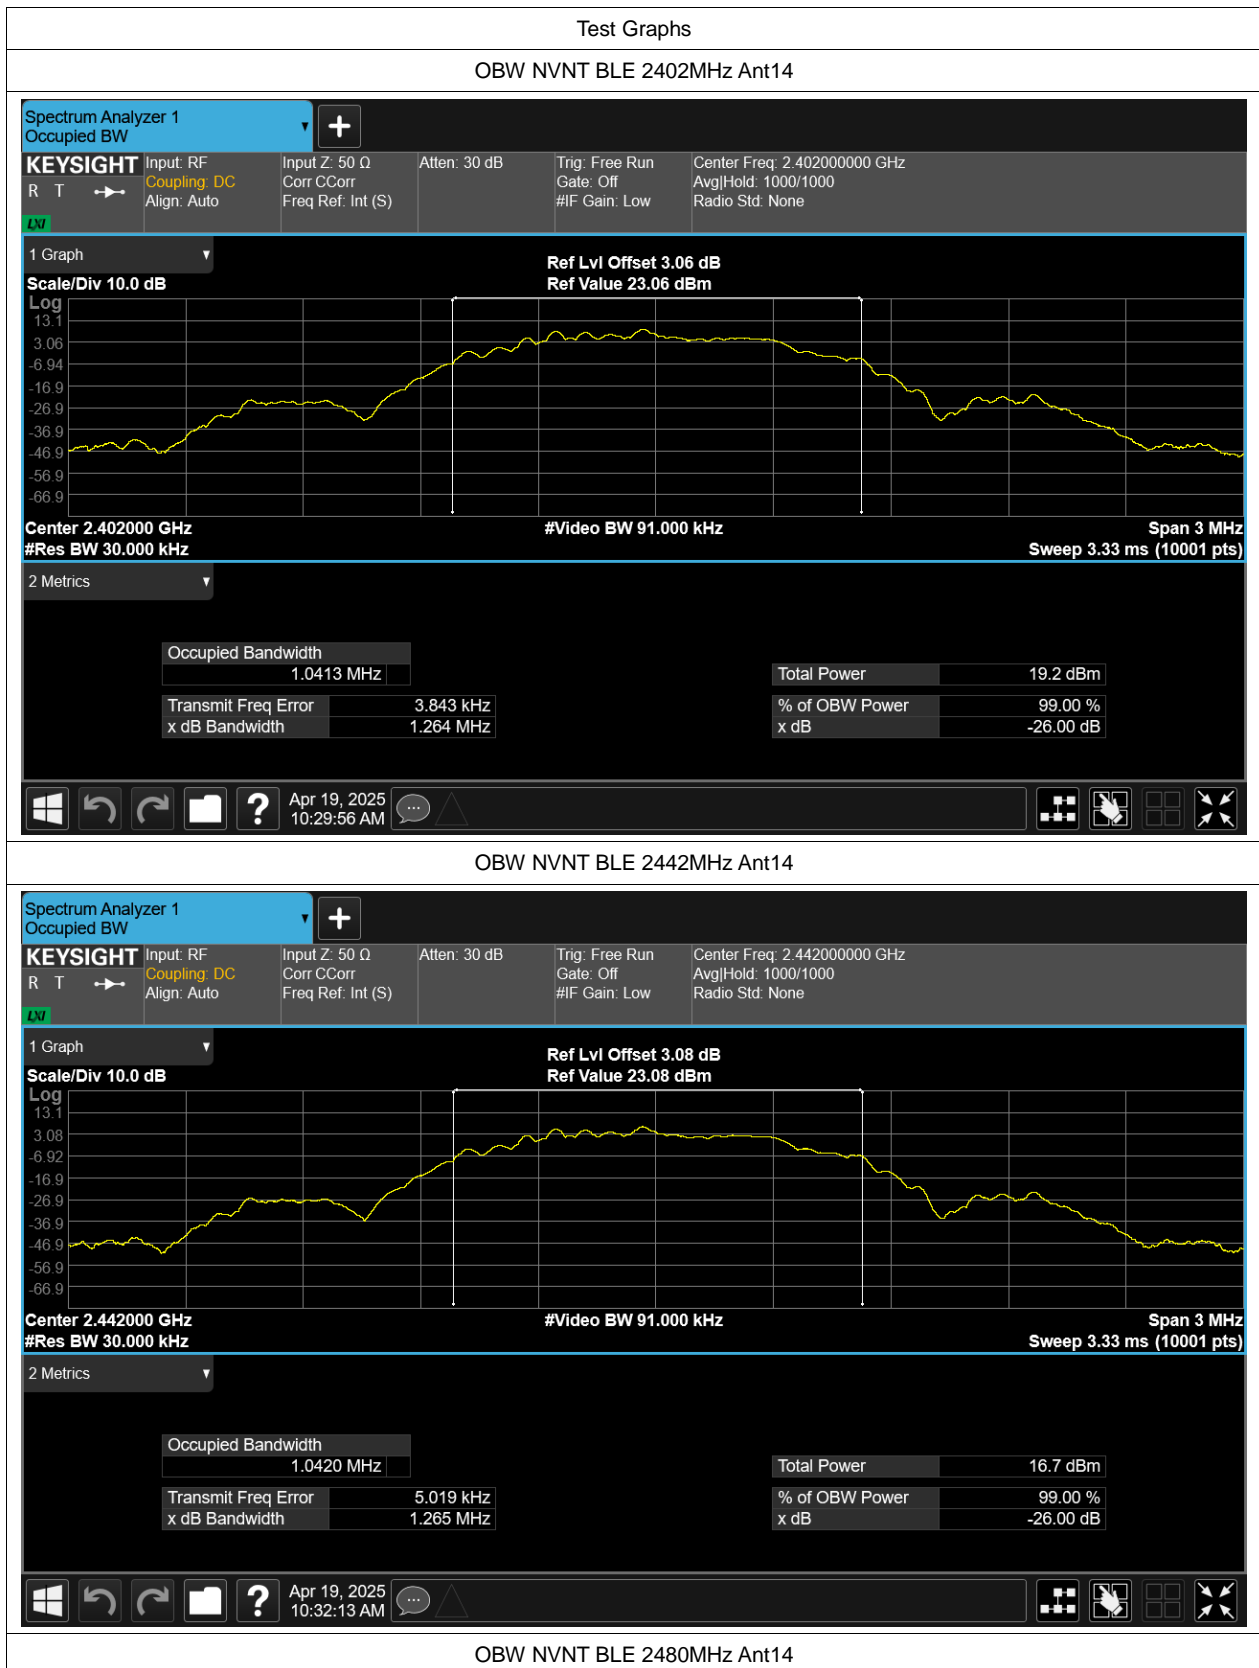 Test Graphs
OBW NVNT BLE 2402MHz Ant14
Spectrum Analyzer 1
Occupied BW
KEYSIGHT Input: RF Input Z: 50 Ω Atten: 30 dB Trig: Free Run Center Freq: 2.402000000 GHz
R T Coupling: DC Corr CCorr Gate: Off Avg|Hold: 1000/1000
Align: Auto Freq Ref: Int (S) #IF Gain: Low Radio Std: None
LXI
1 Graph
Ref Lvl Offset 3.06 dB
Scale/Div 10.0 dB Ref Value 23.06 dBm
Log
13.1
3.06
-6.94
-16.9
-26.9
-36.9
-46.9
-56.9
-66.9
Center 2.402000 GHz #Video BW 91.000 kHz Span 3 MHz
#Res BW 30.000 kHz Sweep 3.33 ms (10001 pts)
2 Metrics
Occupied Bandwidth
1.0413 MHz Total Power 19.2 dBm
Transmit Freq Error 3.843 kHz % of OBW Power 99.00 %
x dB Bandwidth 1.264 MHz x dB -26.00 dB
Apr 19, 2025
10:29:56 AM
OBW NVNT BLE 2442MHz Ant14
Spectrum Analyzer 1
Occupied BW
KEYSIGHT Input: RF Input Z: 50 Ω Atten: 30 dB Trig: Free Run Center Freq: 2.442000000 GHz
R T Coupling: DC Corr CCorr Gate: Off Avg|Hold: 1000/1000
Align: Auto Freq Ref: Int (S) #IF Gain: Low Radio Std: None
LXI
1 Graph
Ref Lvl Offset 3.08 dB
Scale/Div 10.0 dB Ref Value 23.08 dBm
Log
13.1
3.08
-6.92
-16.9
-26.9
-36.9
-46.9
-56.9
-66.9
Center 2.442000 GHz #Video BW 91.000 kHz Span 3 MHz
#Res BW 30.000 kHz Sweep 3.33 ms (10001 pts)
2 Metrics
Occupied Bandwidth
1.0420 MHz Total Power 16.7 dBm
Transmit Freq Error 5.019 kHz % of OBW Power 99.00 %
x dB Bandwidth 1.265 MHz x dB -26.00 dB
Apr 19, 2025
10:32:13 AM
OBW NVNT BLE 2480MHz Ant14